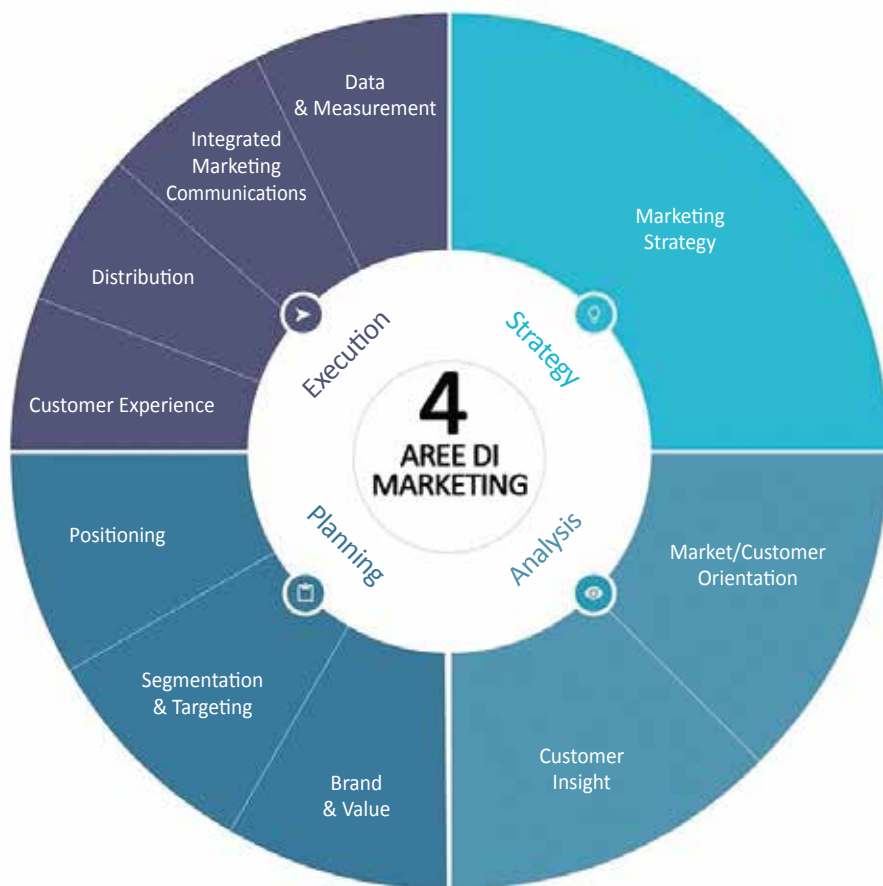 Data
& Measurement
Integrated
Marketing
Communications
Distribution
Customer Experience
Marketing
Strategy
Execution
Strategy
4
AREE DI
MARKETING
Planning
Analysis
Positioning
Segmentation
& Targeting
Brand
& Value
Market/Customer
Orientation
Customer
Insight